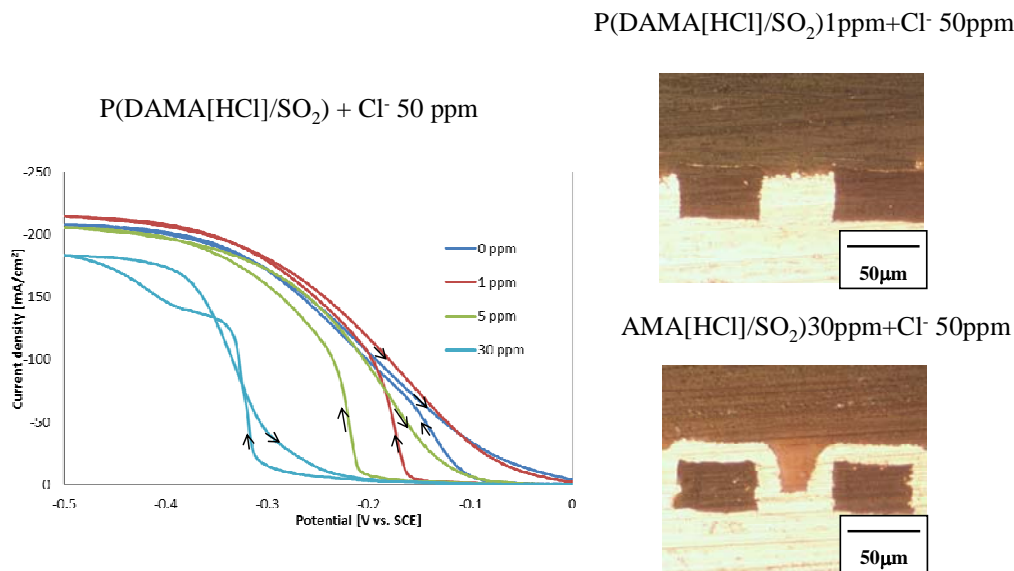 P(DAMA[HCl]/SO₂)1ppm+Cl⁻ 50ppm
P(DAMA[HCl]/SO₂) + Cl⁻ 50 ppm
-250
-200
150
-100
-50
0
-0.5
-0.4
-0.3
-0.2
-0.1
0
Current density [mA/cm²]
Potential [V vs. SCE]
0 ppm
1 ppm
5 ppm
30 ppm
50μm
AMA[HCl]/SO₂)30ppm+Cl⁻ 50ppm
50μm